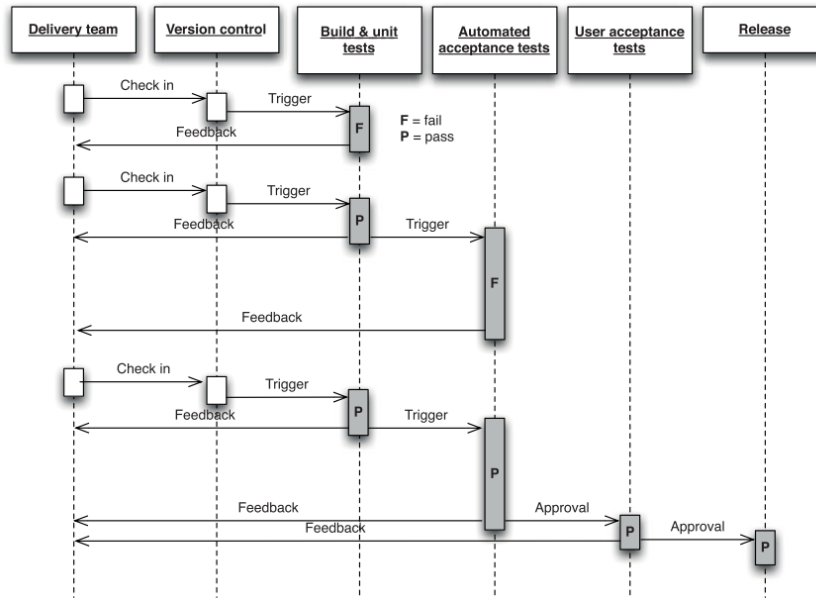 Delivery team
Version control
Build & unit
tests
Automated
acceptance tests
User acceptance
tests
Release
Check in
Trigger
F
F = fail
P = pass
Feedback
Check in
Trigger
P
Feedback
Trigger
F
Feedback
Check in
Trigger
P
Feedback
Trigger
P
Feedback
Approval
P
Feedback
Approval
P